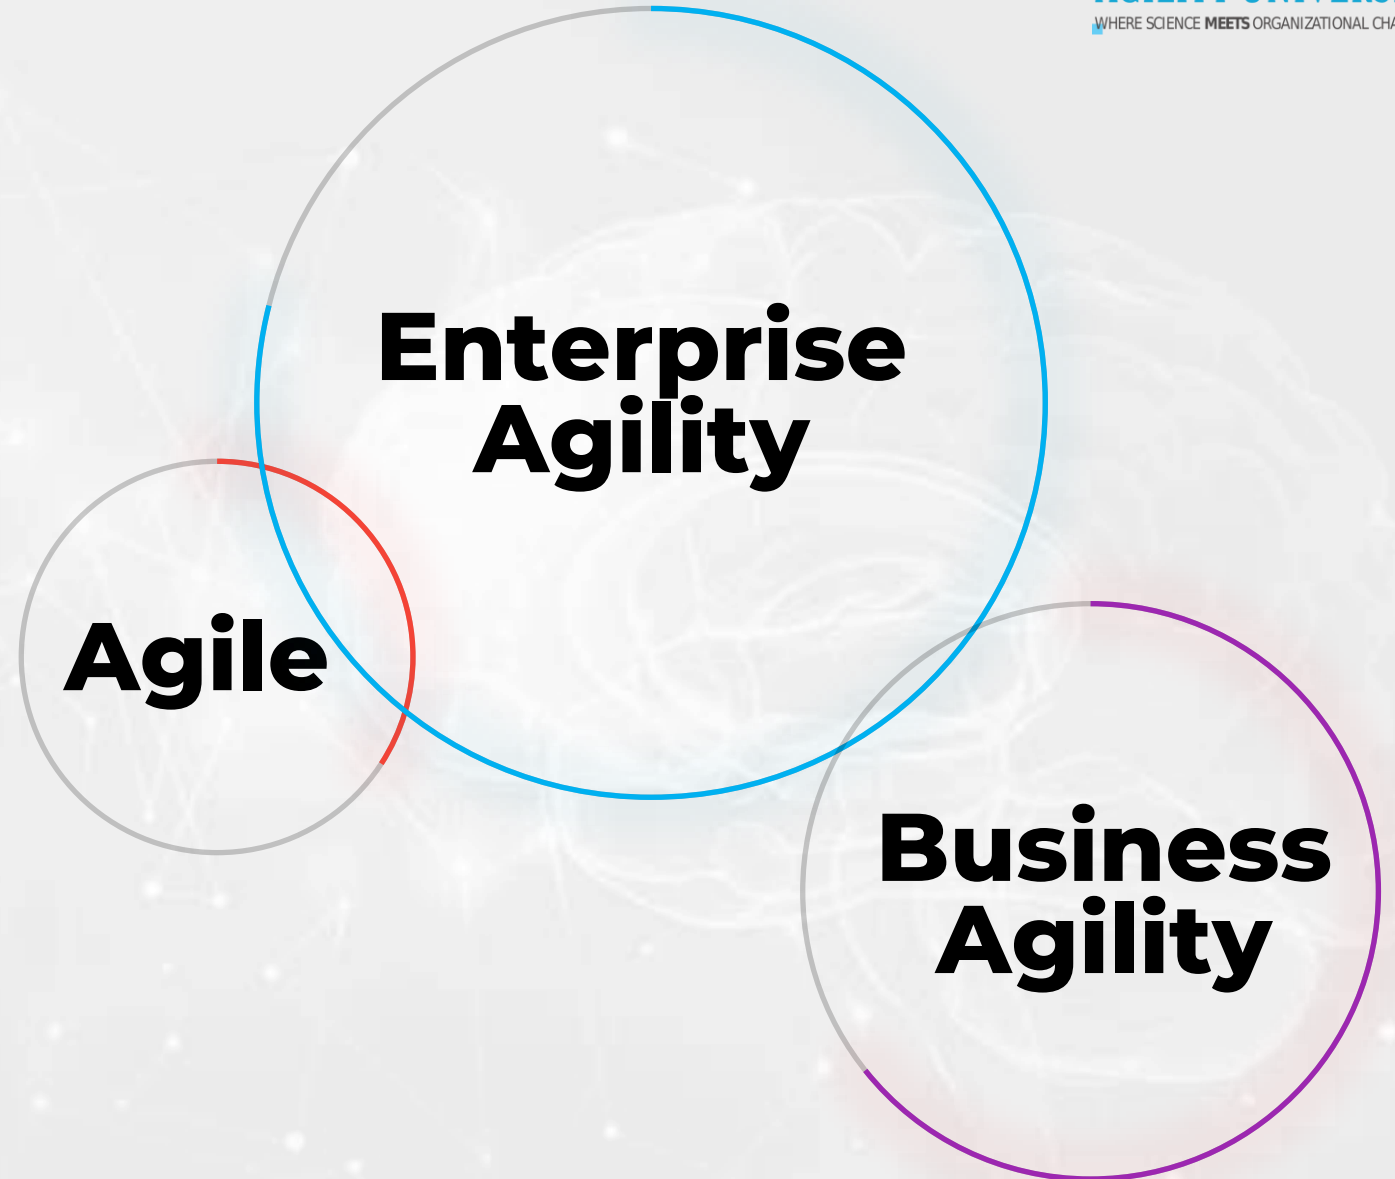 WHERE SCIENCE MEETS ORGANIZATIONAL
Enterprise
Agility
Agile
Business
Agility